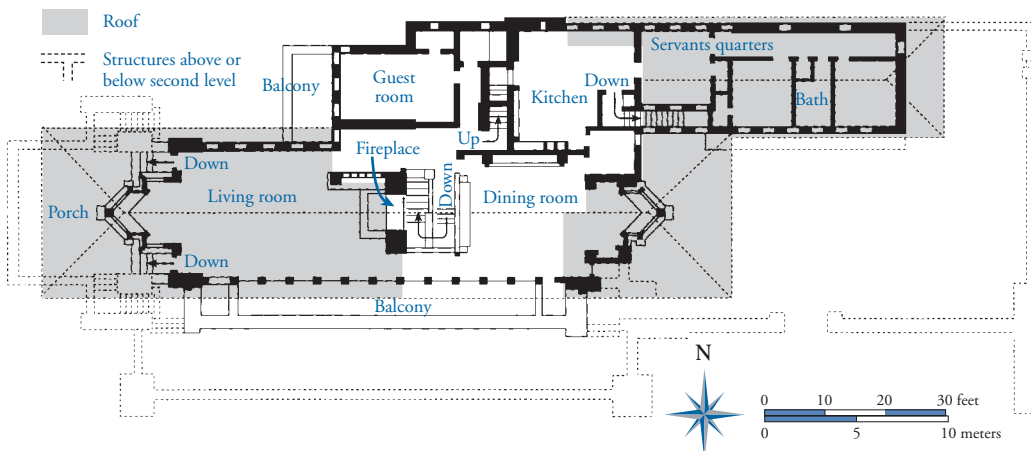 Roof
Structures above or
below second level
Servants quarters
Balcony
Guest
room
Down
Kitchen
Bath
Up
Fireplace
Down
Down
Living room
Dining room
Porch
Down
Balcony
N
0 10 20 30 feet
0 5 10 meters